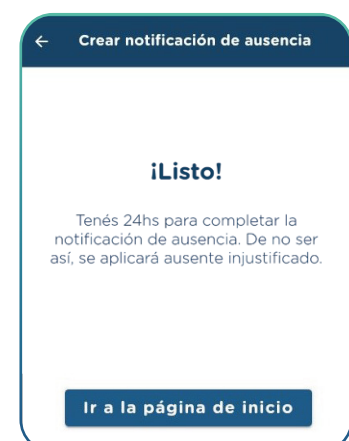 ← Crear notificación de ausencia
¡Listo!
Tenés 24hs para completar la
notificación de ausencia. De no ser
así, se aplicará ausente injustificado.
Ir a la página de inicio